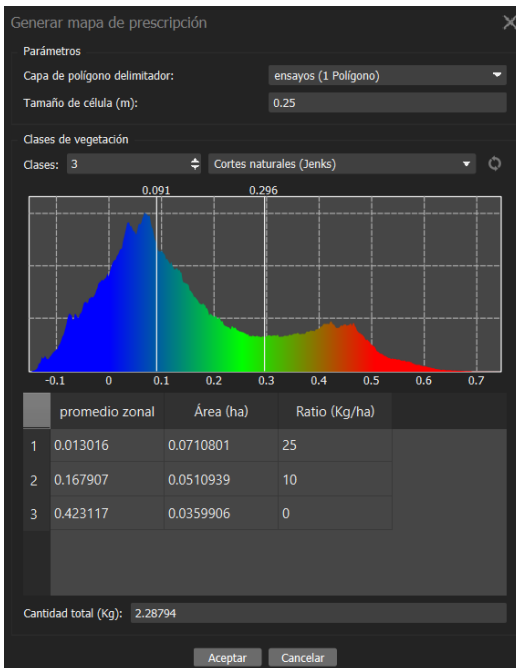 Generar mapa de prescripción
Parámetros
Capa de polígono delimitador: ensayos (1 Polígono)
Tamaño de célula (m): 0.25
Clases de vegetación
Clases: 3 Cortes naturales (Jenks)
0.091 0.296
-0.1 0 0.1 0.2 0.3 0.4 0.5 0.6 0.7
promedio zonal Área (ha) Ratio (Kg/ha)
1 0.013016 0.0710801 25
2 0.167907 0.0510939 10
3 0.423117 0.0359906 0
Cantidad total (Kg): 2.28794
Aceptar Cancelar